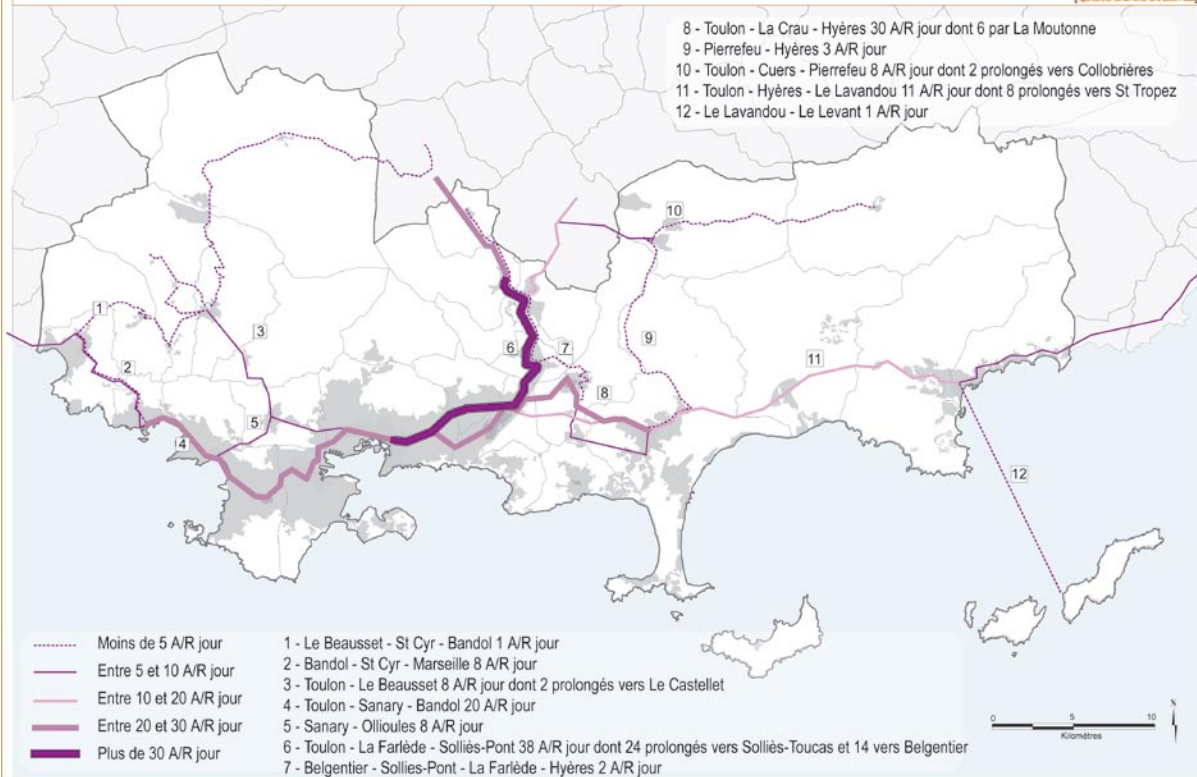 8 - Toulon - La Crau - Hyères 30 A/R jour dont 6 par La Moutonne
9 - Pierrefeu - Hyères 3 A/R jour
10 - Toulon - Cuers - Pierrefeu 8 A/R jour dont 2 prolongés vers Collobrières
11 - Toulon - Hyères - Le Lavandou 11 A/R jour dont 8 prolongés vers St Tropez
12 - Le Lavandou - Le Levant 1 A/R jour
10
1
3
9
2
6
7
11
8
5
4
12
Moins de 5 A/R jour
Entre 5 et 10 A/R jour
Entre 10 et 20 A/R jour
Entre 20 et 30 A/R jour
Plus de 30 A/R jour
1 - Le Beausset - St Cyr - Bandol 1 A/R jour
2 - Bandol - St Cyr - Marseille 8 A/R jour
3 - Toulon - Le Beausset 8 A/R jour dont 2 prolongés vers Le Castellet
4 - Toulon - Sanary - Bandol 20 A/R jour
5 - Sanary - Ollioules 8 A/R jour
6 - Toulon - La Farlède - Solliès-Pont 38 A/R jour dont 24 prolongés vers Solliès-Toucas et 14 vers Belgentier
7 - Belgentier - Sollies-Pont - La Farlède - Hyères 2 A/R jour
N
0 5 10
Kilomètres